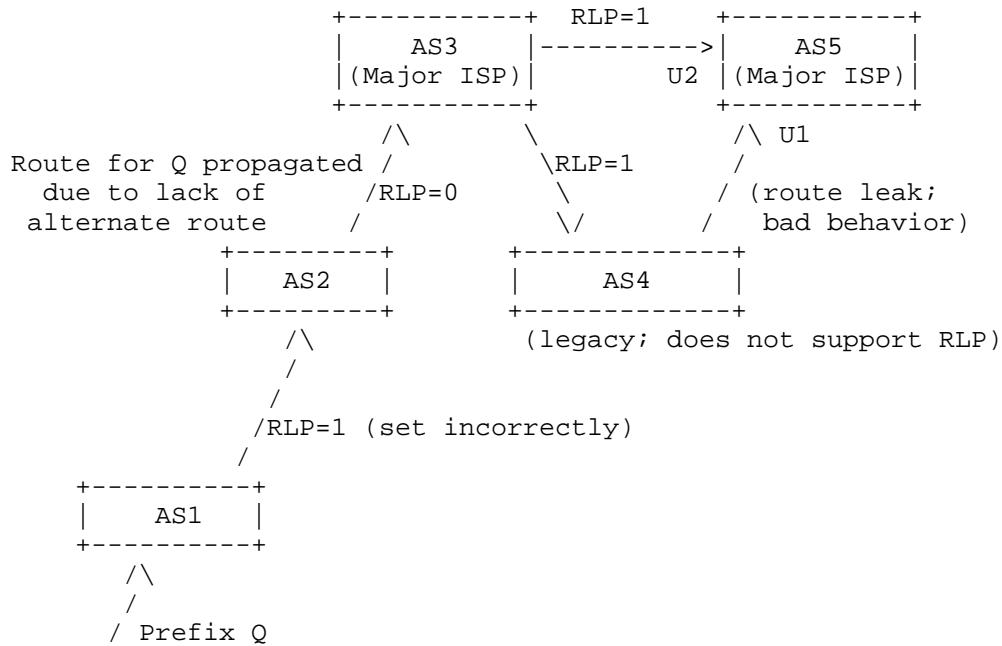 RLP=1
AS3 AS5
(Major ISP) U2 (Major ISP)
U1
Route for Q propagated
RLP=1
due to lack of RLP=0 (route leak;
alternate route bad behavior)
AS2 AS4
(legacy; does not support RLP)
RLP=1 (set incorrectly)
AS1
Prefix Q